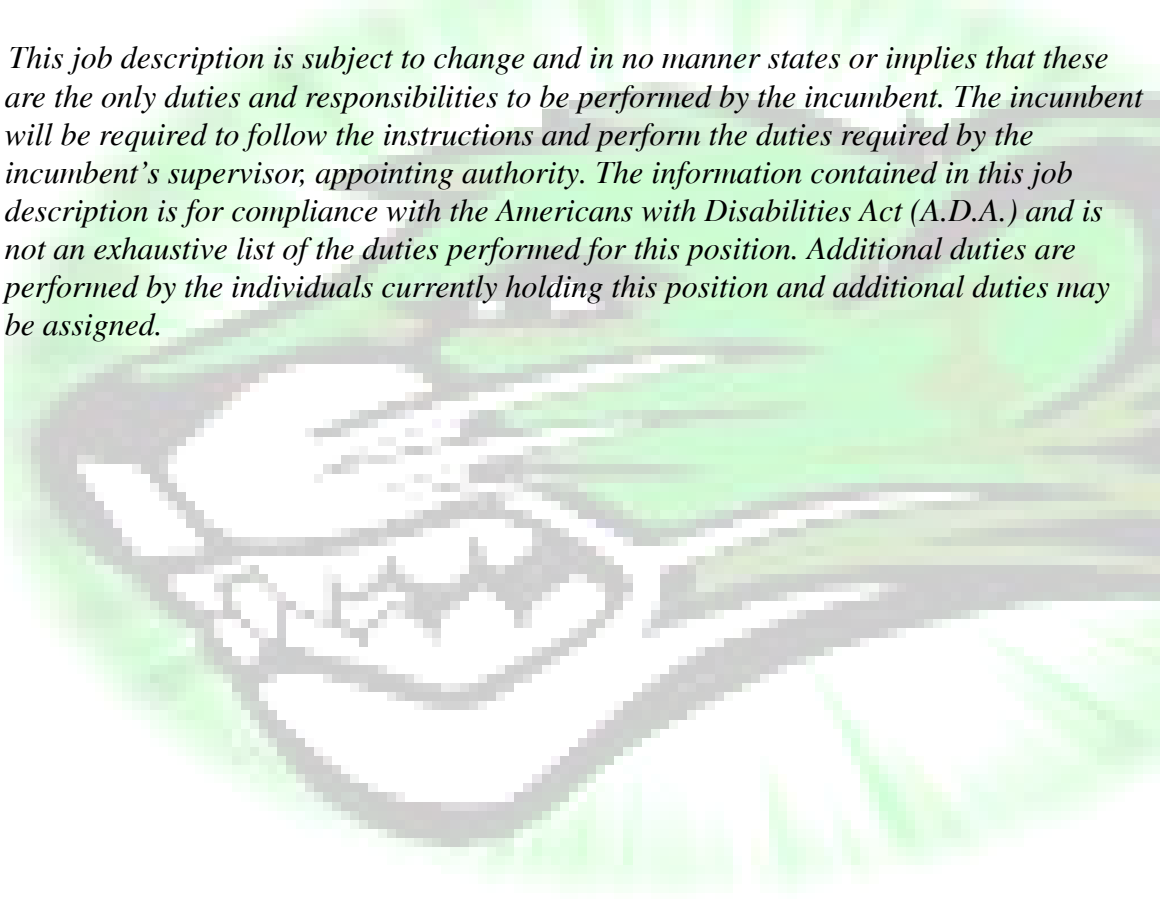 This job description is subject to change and in no manner states or implies that these
are the only duties and responsibilities to be performed by the incumbent. The incumbent
will be required to follow the instructions and perform the duties required by the
incumbent’s supervisor, appointing authority. The information contained in this job
description is for compliance with the Americans with Disabilities Act (A.D.A.) and is
not an exhaustive list of the duties performed for this position. Additional duties are
performed by the individuals currently holding this position and additional duties may
be assigned.